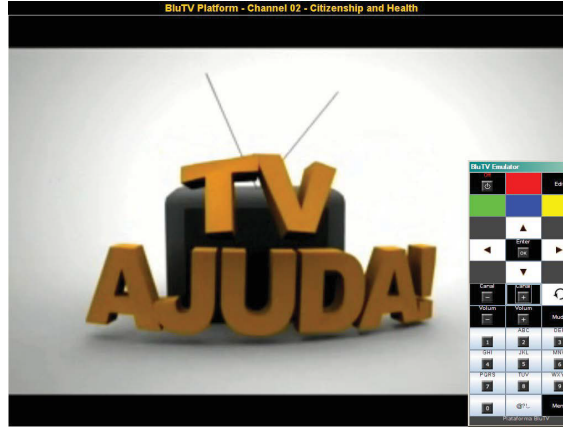 BluTV Platform - Channel 02 - Citizenship and Health
TV
AJUDA!
BluTV Emulator
Off
Enter
OK
Canal Canal
- +
Volum Volum
- +
ABC
1 2 3
GHI JKL
4 5 6
PQRS TUV
7 8 9
0 @?!..
Plataforma BluTV